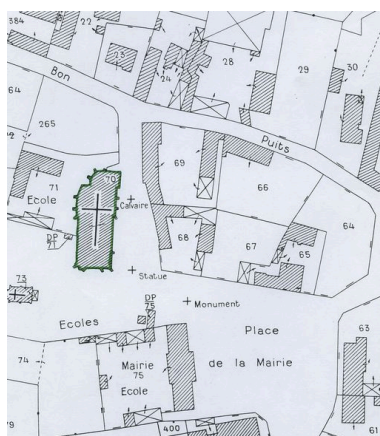 384
22
23
24
28
29
30
Bon
Puits
64
265
69
66
71
70
Ecole
Calvaire
68
67
65
64
DP
71
Statue
73
DP
75
Monument
Ecoles
Place
de la Mairie
63
74
Mairie
75
Ecole
79
400
61